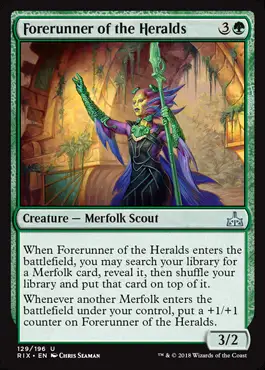 Forerunner of the Heralds 3
Creature — Merfolk Scout
When Forerunner of the Heralds enters the
battlefield, you may search your library for
a Merfolk card, reveal it, then shuffle your
library and put that card on top of it.
Whenever another Merfolk enters the
battlefield under your control, put a +1/+1
counter on Forerunner of the Heralds.
3/2
129/196 U
RIX • EN Chris Seaman
™ & © 2018 Wizards of the Coast